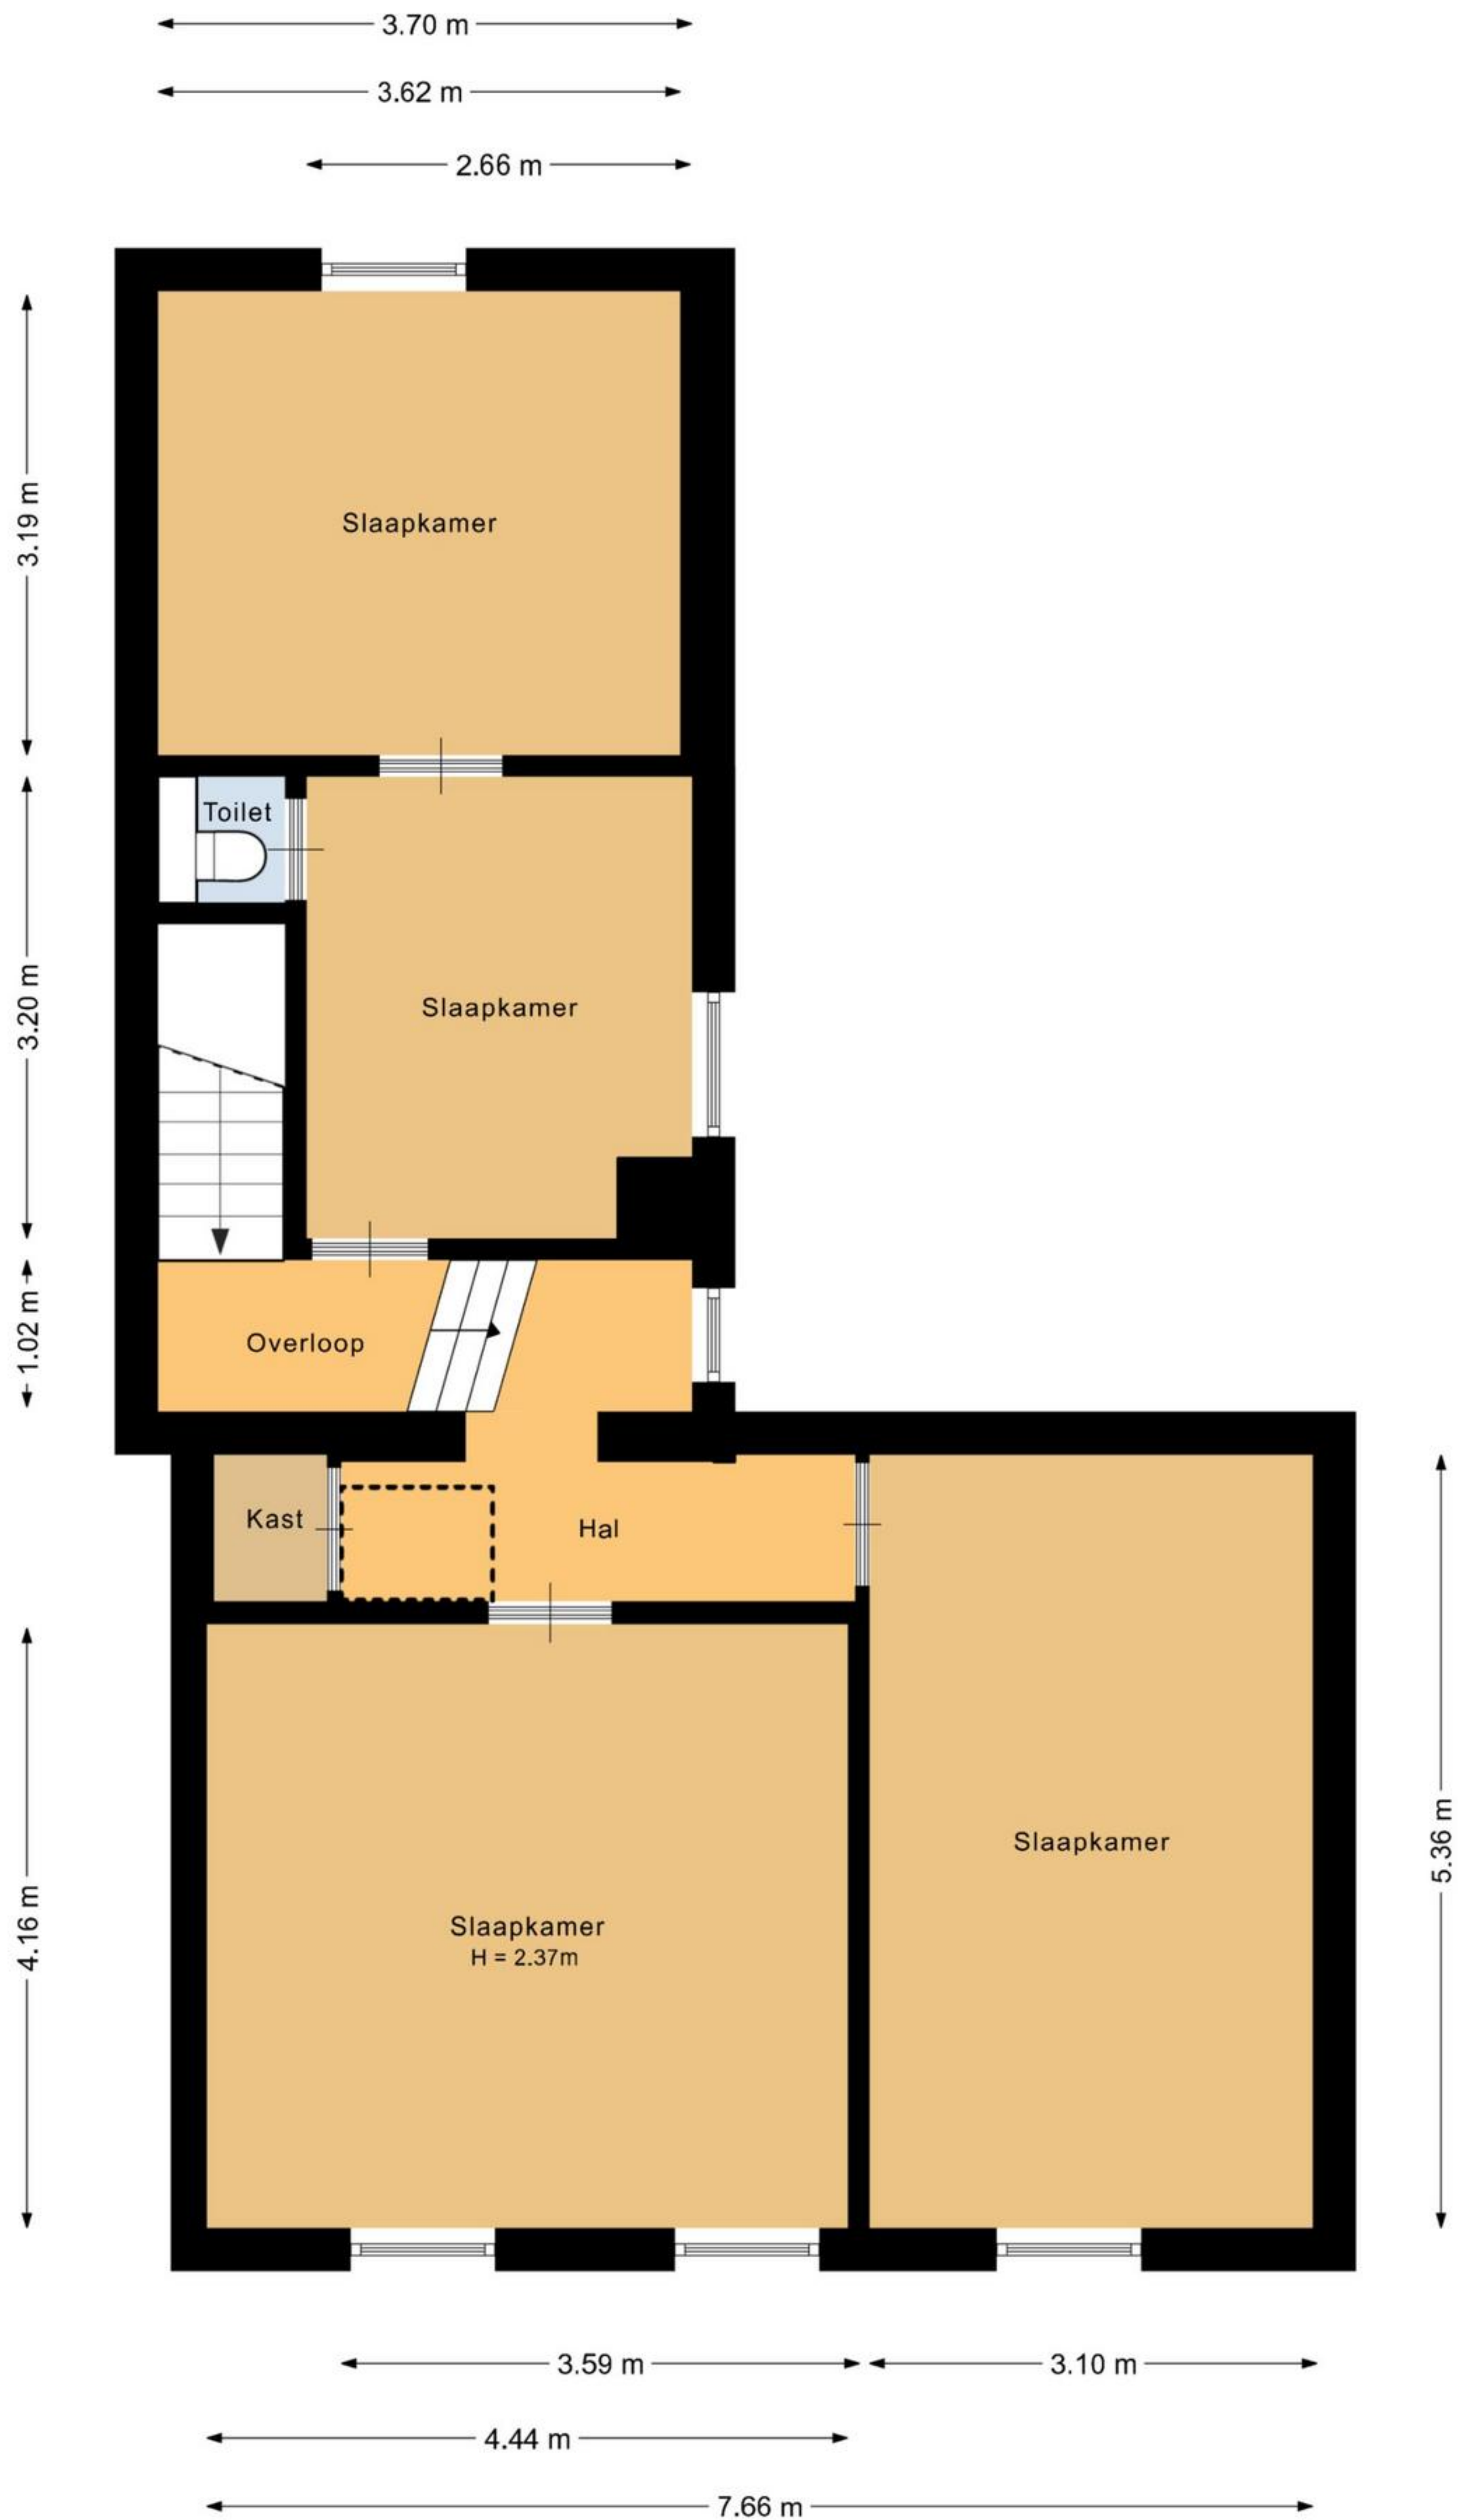 3.70 m
3.62 m
2.66 m
3.19 m
Slaapkamer
Toilet
3.20 m
Slaapkamer
1.02 m
Overloop
Kast
Hal
4.16 m
Slaapkamer
H = 2.37m
Slaapkamer
5.36 m
3.59 m
3.10 m
4.44 m
7.66 m